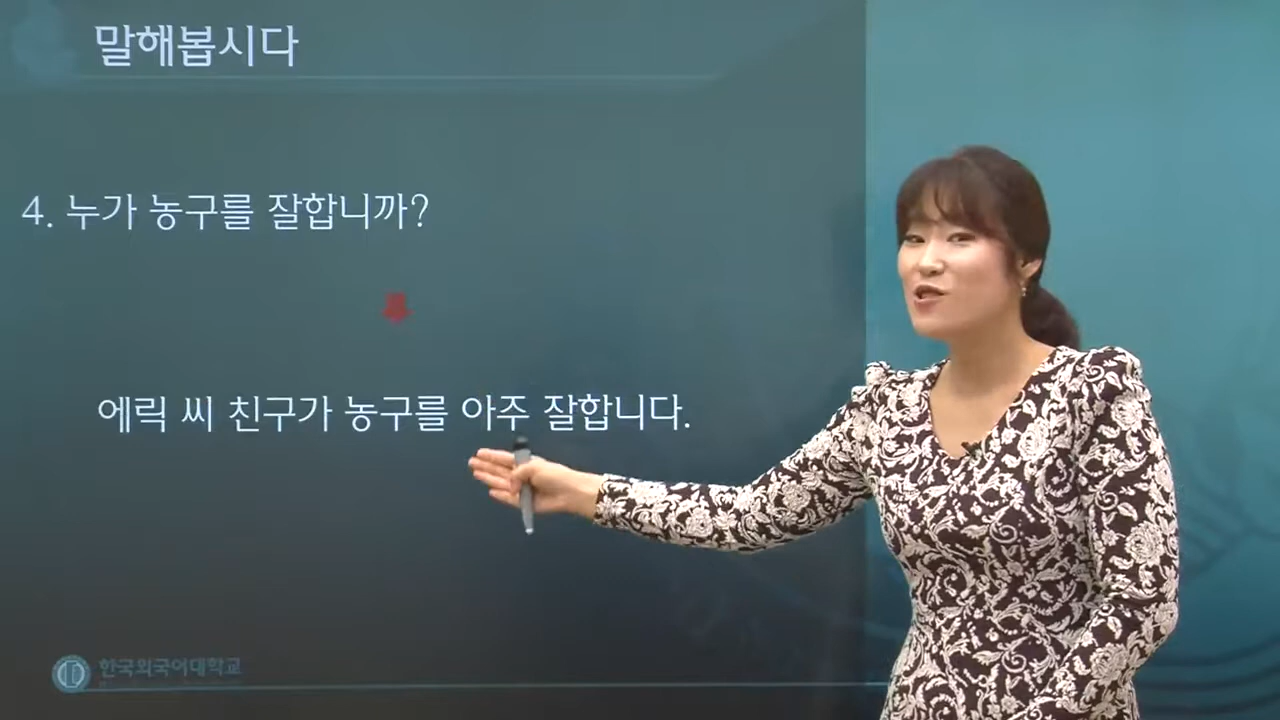 말해봅시다
4. 누가 농구를 잘합니까?
에릭 씨 친구가 농구를 아주 잘합니다.
한국외국어대학교